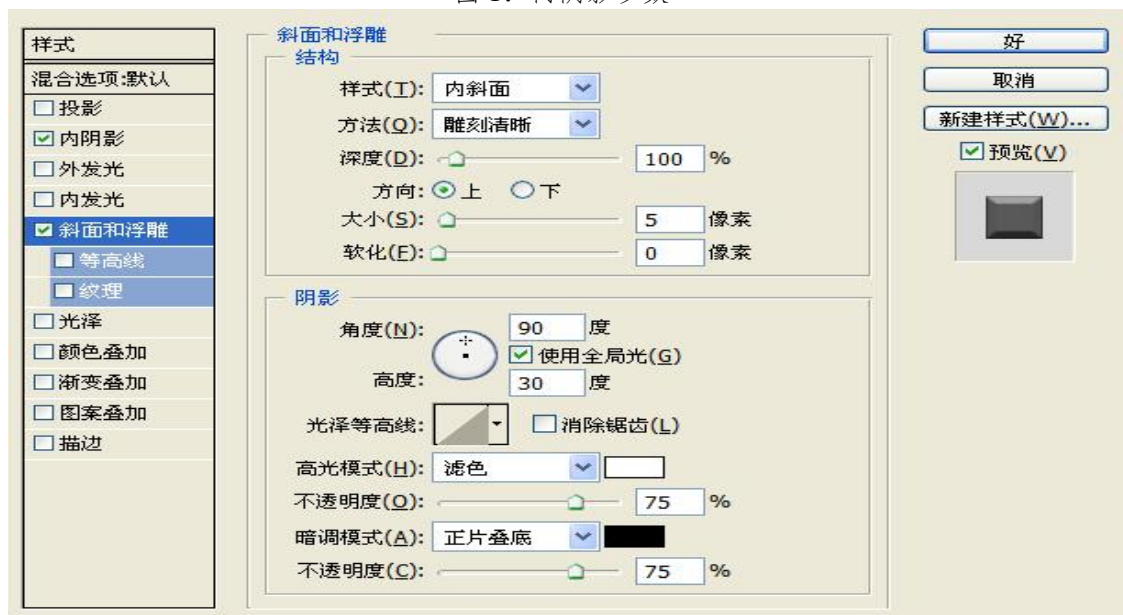 样式
混合选项:默认
投影
内阴影
外发光
内发光
斜面和浮雕
等高线
纹理
光泽
颜色叠加
渐变叠加
图案叠加
描边
斜面和浮雕
结构
样式(T): 内斜面
方法(Q): 雕刻清晰
深度(D): 100 %
方向: 上 下
大小(S): 5 像素
软化(F): 0 像素
阴影
角度(N): 90 度
使用全局光(G)
高度: 30 度
光泽等高线: 消除锯齿(L)
高光模式(H): 滤色
不透明度(O): 75 %
暗调模式(A): 正片叠底
不透明度(C): 75 %
好
取消
新建样式(W)...
预览(V)